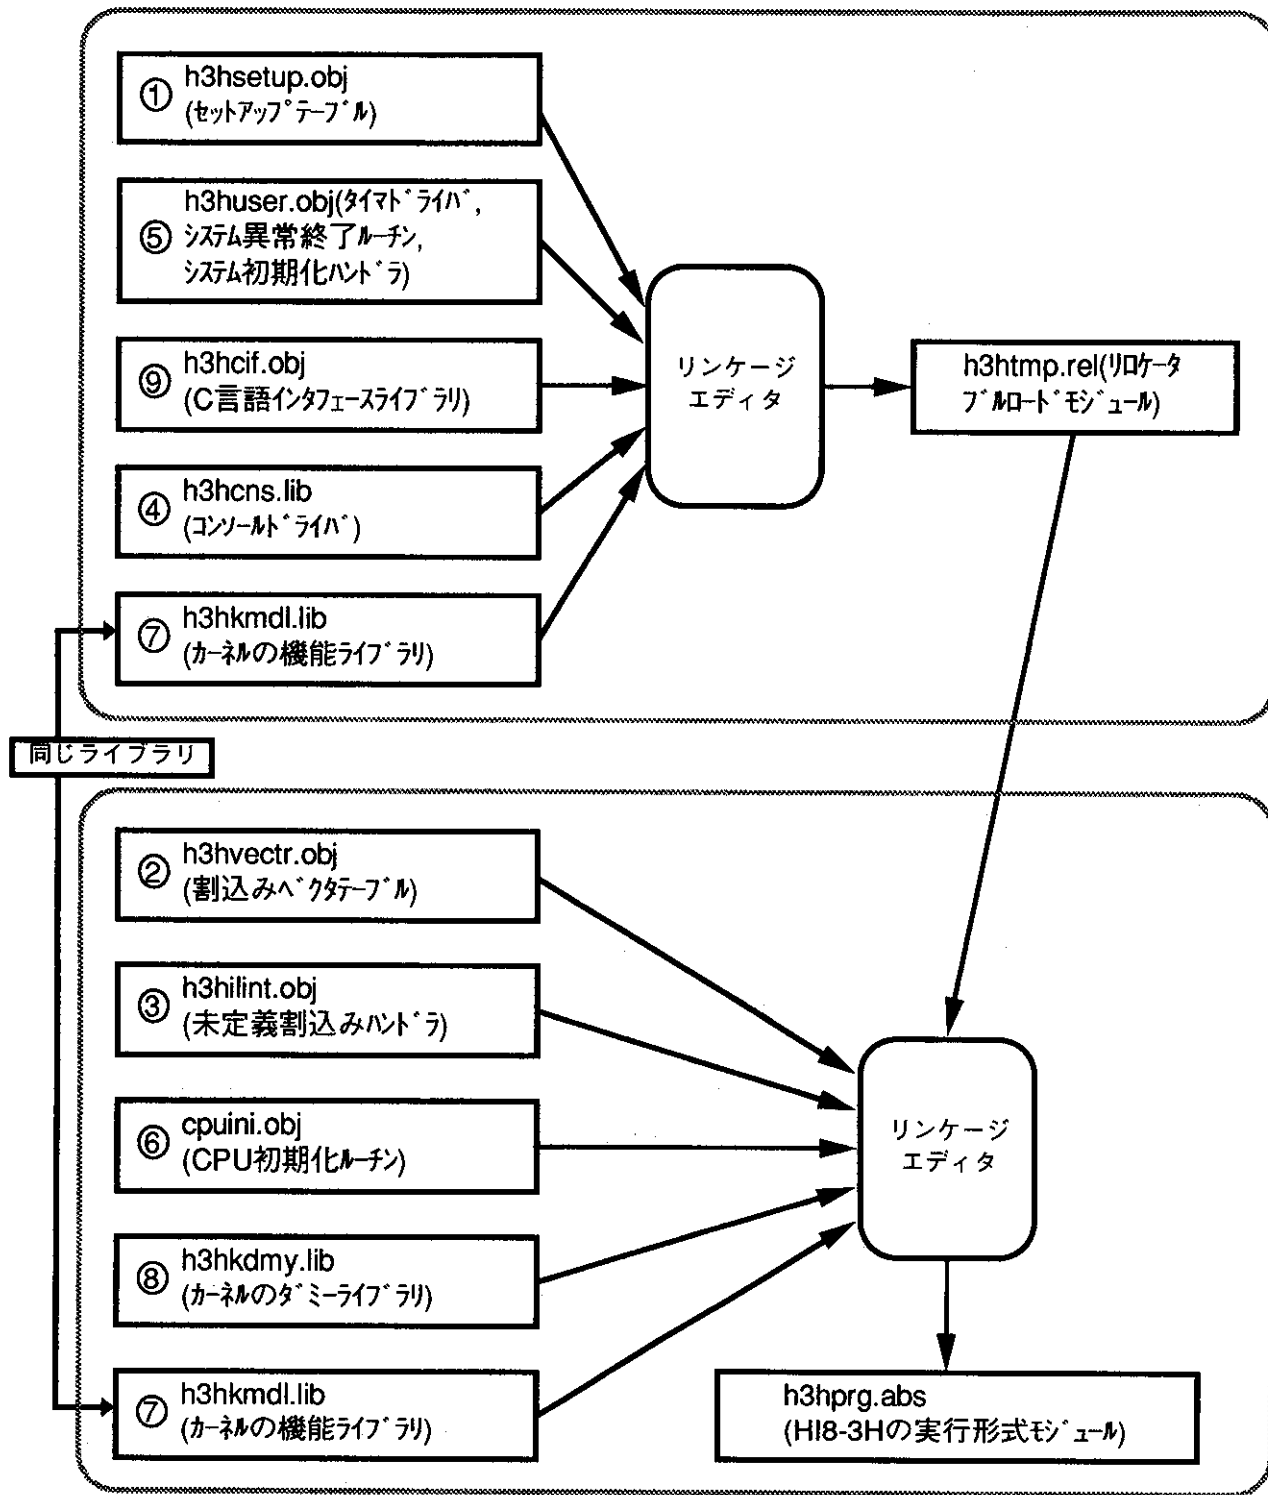 ① h3hsetup.obj
(ｾｯﾄｱｯﾌﾟﾃｰﾌﾞﾙ)
⑤ h3huser.obj(ﾀｲﾏﾄﾞﾗｲﾊﾞ,
ｼｽﾃﾑ異常終了ﾙｰﾁﾝ,
ｼｽﾃﾑ初期化ﾊﾝﾄﾞﾗ)
⑨ h3hcif.obj
(C言語ｲﾝﾀﾌｪｰｽﾗｲﾌﾞﾗﾘ)
④ h3hcns.lib
(ｺﾝｿｰﾙﾄﾞﾗｲﾊﾞ)
⑦ h3hkmdl.lib
(ｶｰﾈﾙの機能ﾗｲﾌﾞﾗﾘ)
リンケージ
エディタ
h3htmp.rel(ﾘﾛｹｰﾀ
ﾌﾞﾙﾛｰﾄﾞﾓｼﾞｭｰﾙ)
同じライブラリ
② h3hvectr.obj
(割込みﾍﾞｸﾀﾃｰﾌﾞﾙ)
③ h3hilint.obj
(未定義割込みﾊﾝﾄﾞﾗ)
⑥ cpuini.obj
(CPU初期化ﾙｰﾁﾝ)
⑧ h3hkdmy.lib
(ｶｰﾈﾙのﾀﾞﾐｰﾗｲﾌﾞﾗﾘ)
⑦ h3hkmdl.lib
(ｶｰﾈﾙの機能ﾗｲﾌﾞﾗﾘ)
リンケージ
エディタ
h3hprg.abs
(HI8-3Hの実行形式ﾓｼﾞｭｰﾙ)